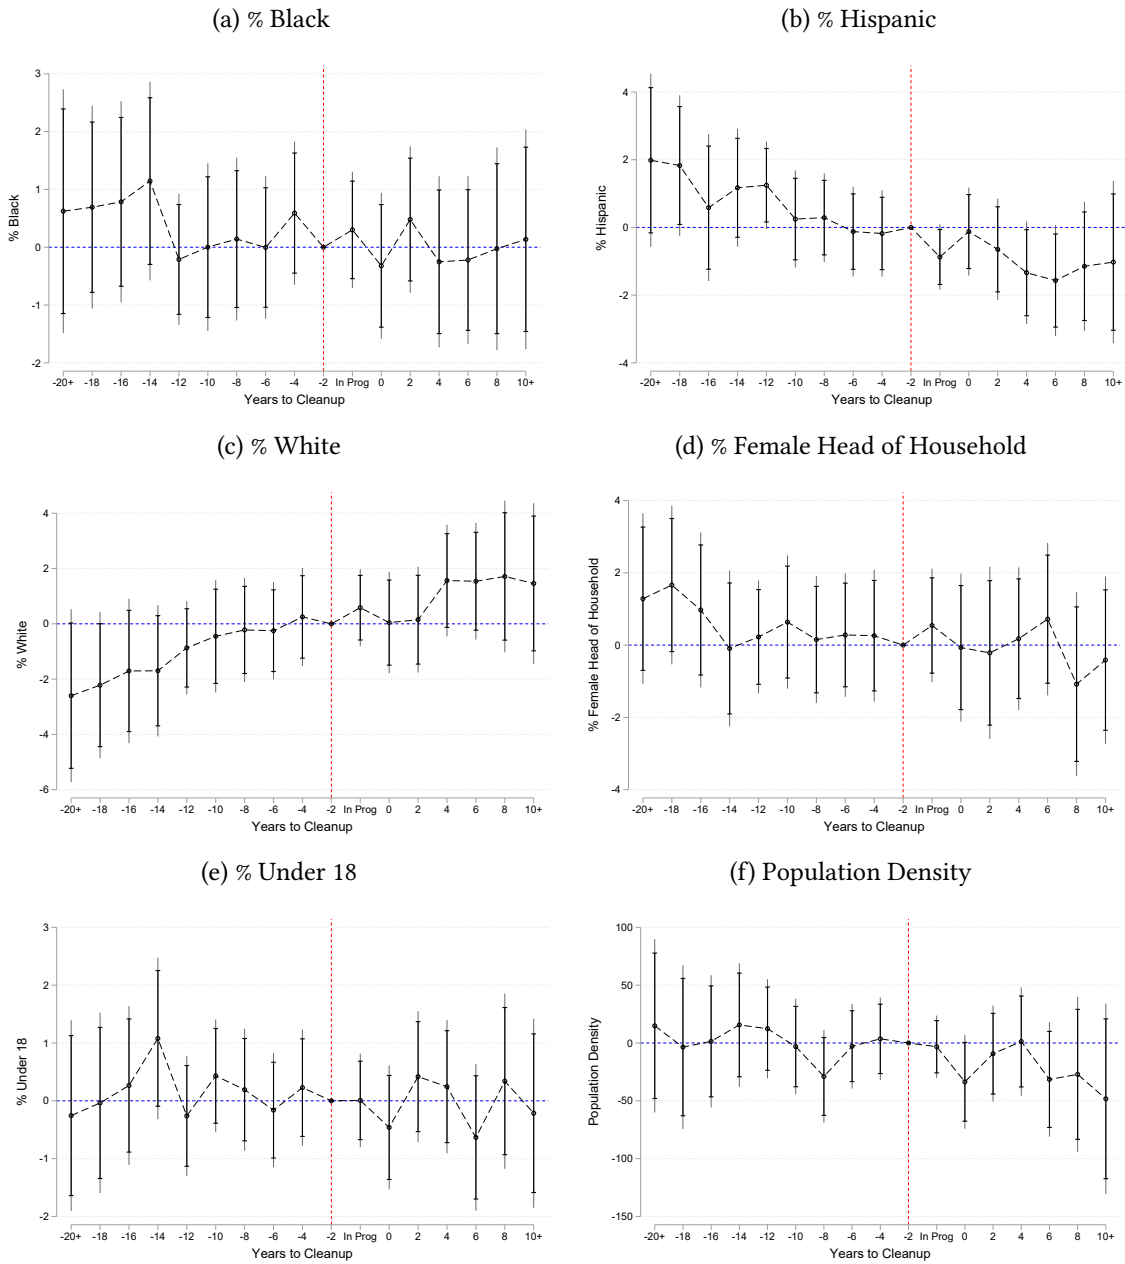 (a) % Black
3
2
1
0
-1
-2
% Black
-20+ -18 -16 -14 -12 -10 -8 -6 -4 -2 In Prog 0 2 4 6 8 10+
Years to Cleanup
(b) % Hispanic
4
2
0
-2
-4
% Hispanic
-20+ -18 -16 -14 -12 -10 -8 -6 -4 -2 In Prog 0 2 4 6 8 10+
Years to Cleanup
(c) % White
4
2
0
-2
-4
-6
% White
-20+ -18 -16 -14 -12 -10 -8 -6 -4 -2 In Prog 0 2 4 6 8 10+
Years to Cleanup
(d) % Female Head of Household
4
2
0
-2
-4
% Female Head of Household
-20+ -18 -16 -14 -12 -10 -8 -6 -4 -2 In Prog 0 2 4 6 8 10+
Years to Cleanup
(e) % Under 18
3
2
1
0
-1
-2
% Under 18
-20+ -18 -16 -14 -12 -10 -8 -6 -4 -2 In Prog 0 2 4 6 8 10+
Years to Cleanup
(f) Population Density
100
50
0
-50
-100
-150
Population Density
-20+ -18 -16 -14 -12 -10 -8 -6 -4 -2 In Prog 0 2 4 6 8 10+
Years to Cleanup